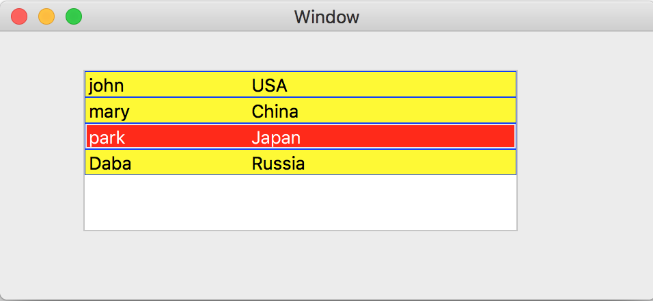 Window
john USA
mary China
park Japan
Daba Russia